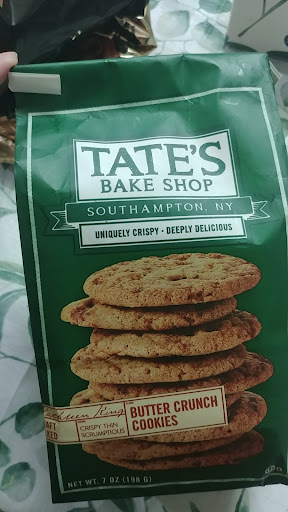 TATE'S
BAKE SHOP
SOUTHAMPTON, NY
UNIQUELY CRISPY • DEEPLY DELICIOUS
King
CRISPY THIN
SCRUMPTIOUS
BUTTER CRUNCH
COOKIES
NET WT. 7 OZ (198 G)